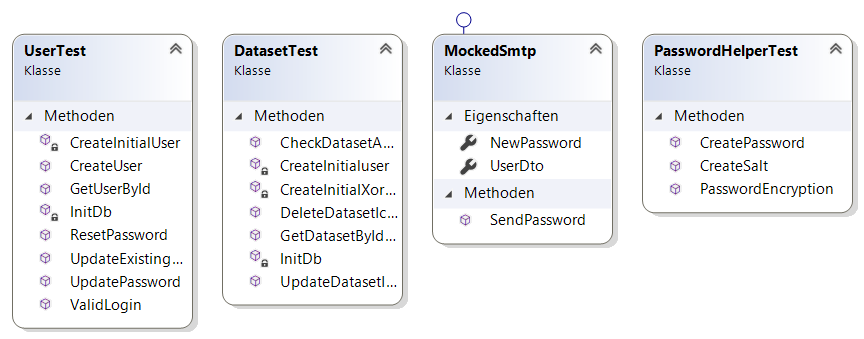 UserTest
Klasse
Methoden
CreateInitialUser
CreateUser
GetUserById
InitDb
ResetPassword
UpdateExisting...
UpdatePassword
ValidLogin
DatasetTest
Klasse
Methoden
CheckDatasetA...
CreateInitialuser
CreateInitialXor...
DeleteDatasetIc...
GetDatasetById...
InitDb
UpdateDatasetI...
MockedSmtp
Klasse
Eigenschaften
NewPassword
UserDto
Methoden
SendPassword
PasswordHelperTest
Klasse
Methoden
CreatePassword
CreateSalt
PasswordEncryption